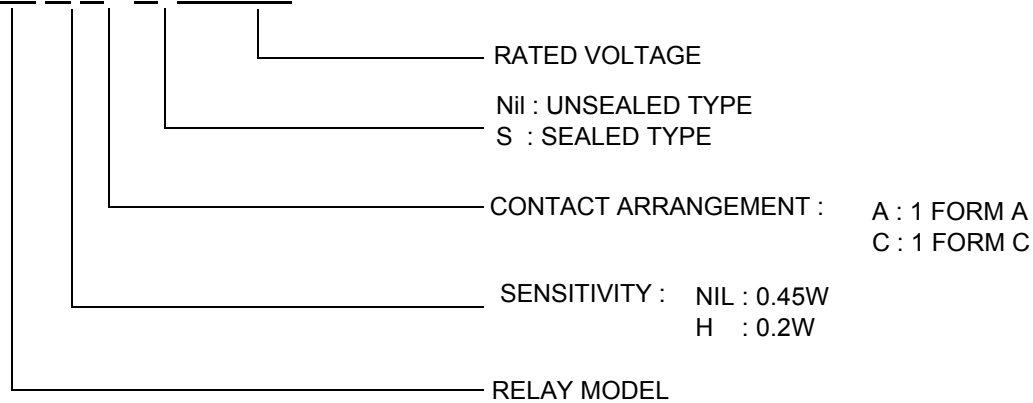 RATED VOLTAGE
Nil : UNSEALED TYPE
S : SEALED TYPE
CONTACT ARRANGEMENT : A : 1 FORM A
C : 1 FORM C
SENSITIVITY : NIL : 0.45W
H : 0.2W
RELAY MODEL